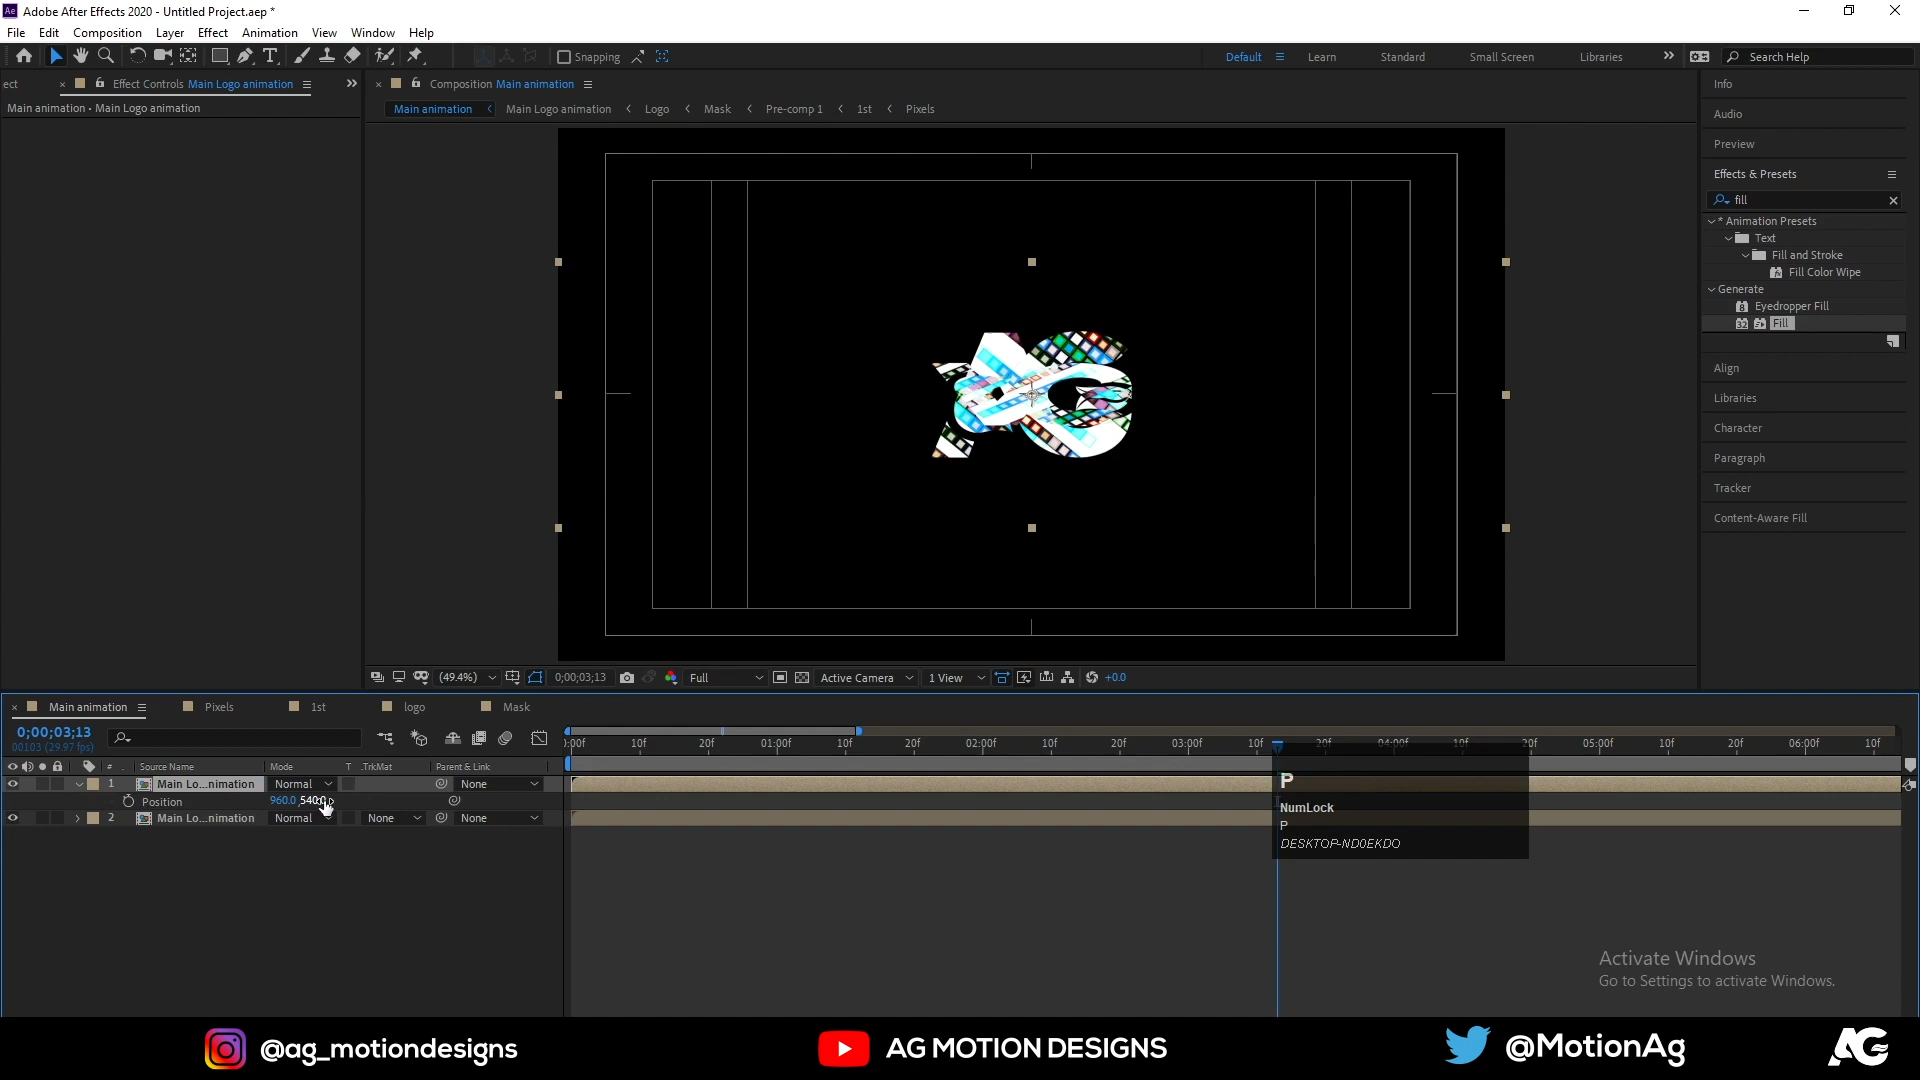 Ae Adobe After Effects 2020 - Untitled Project.aep *
File Edit Composition Layer Effect Animation View Window Help
Snapping Default Learn Standard Small Screen Libraries Search Help
ect Effect Controls Main Logo animation
Main animation • Main Logo animation
Composition Main animation
Main animation Main Logo animation Logo Mask Pre-comp 1 1st Pixels
(49.4%) 0;00;03;13 Full Active Camera 1 View +0.0
Info
Audio
Preview
Effects & Presets
fill
* Animation Presets
Text
Fill and Stroke
Fill Color Wipe
Generate
Eyedropper Fill
Fill
Align
Libraries
Character
Paragraph
Tracker
Content-Aware Fill
Main animation Pixels 1st logo Mask
0;00;03;13
00103 (29.97 fps)
:00f 10f 20f 01:00f 10f 20f 02:00f 10f 20f 03:00f 10f 20f 04:00f 10f 20f 05:00f 10f 20f 06:00f 10f
# Source Name Mode T .TrkMat Parent & Link
1 Main Lo...nimation Normal None
Position 960.0,540.0
2 Main Lo...nimation Normal None None
P
NumLock
P
DESKTOP-ND0EKDO
Activate Windows
Go to Settings to activate Windows.
@ag_motiondesigns AG MOTION DESIGNS @MotionAg AG